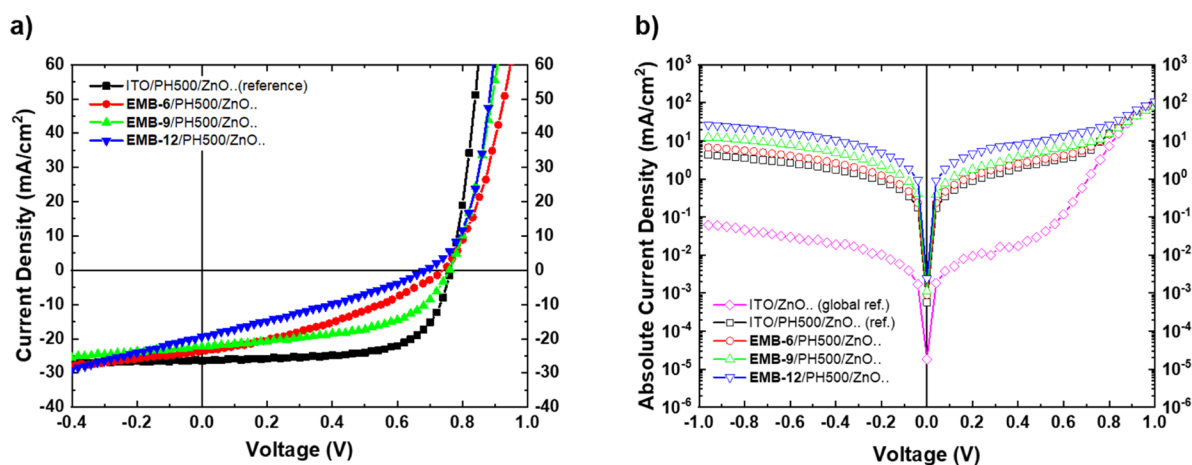 a)
60
50
40
30
20
10
0
-10
-20
-30
-40
Current Density (mA/cm²)
ITO/PH500/ZnO..(reference)
EMB-6/PH500/ZnO..
EMB-9/PH500/ZnO..
EMB-12/PH500/ZnO..
60
50
40
30
20
10
0
-10
-20
-30
40
-0.4 -0.2 0.0 0.2 0.4 0.6 0.8 1.0
Voltage (V)
b)
10³
10²
10¹
10⁰
10⁻¹
10⁻²
10⁻³
10⁻⁴
10⁻⁵
10⁻⁶
Absolute Current Density (mA/cm²)
ITO/ZnO.. (global ref.)
ITO/PH500/ZnO.. (ref.)
EMB-6/PH500/ZnO..
EMB-9/PH500/ZnO..
EMB-12/PH500/ZnO..
10³
10²
10¹
10⁰
10⁻¹
10⁻²
10⁻³
10⁻⁴
10⁻⁵
10⁻⁶
-1.0 -0.8 -0.6 -0.4 -0.2 0.0 0.2 0.4 0.6 0.8 1.0
Voltage (V)